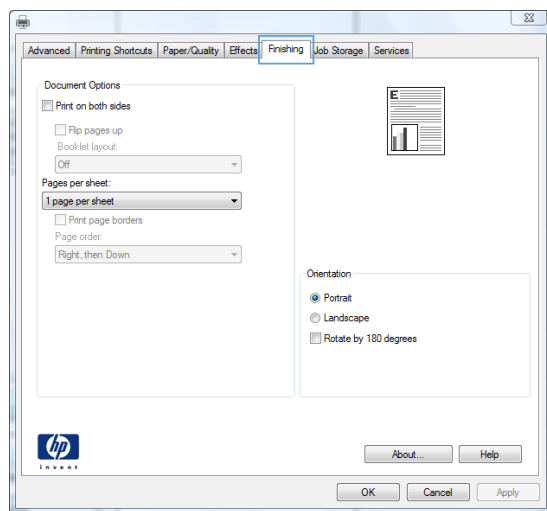 Advanced Printing Shortcuts Paper/Quality Effects Finishing Job Storage Services
Document Options
Print on both sides
Flip pages up
Booklet layout:
Off
Pages per sheet:
1 page per sheet
Print page borders
Page order:
Right, then Down
E
Orientation
Portrait
Landscape
Rotate by 180 degrees
hp
invent
About... Help
OK Cancel Apply